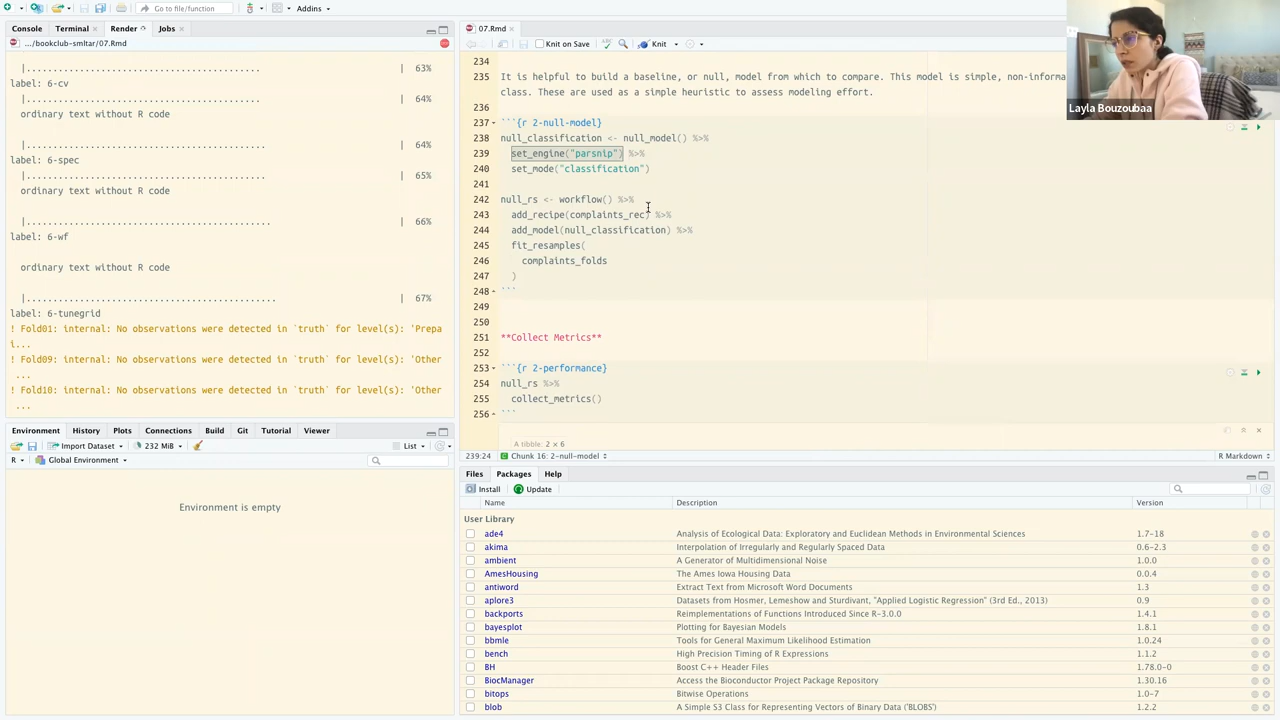 Go to file/function
Addins
Console
Terminal
Render
Jobs
.../bookclub-smltar/07.Rmd
|.......................................... | 63%
label: 6-cv
|.......................................... | 64%
ordinary text without R code
|.......................................... | 64%
label: 6-spec
|........................................... | 65%
ordinary text without R code
|............................................ | 66%
label: 6-wf
ordinary text without R code
|............................................. | 67%
label: 6-tunegrid
! Fold01: internal: No observations were detected in `truth` for level(s): 'Prepa
i...
! Fold09: internal: No observations were detected in `truth` for level(s): 'Other
...
! Fold10: internal: No observations were detected in `truth` for level(s): 'Other
...
Environment
History
Plots
Connections
Build
Git
Tutorial
Viewer
Import Dataset
232 MiB
List
R
Global Environment
Environment is empty
07.Rmd
Knit on Save
Knit
234
235 It is helpful to build a baseline, or null, model from which to compare. This model is simple, non-informa
class. These are used as a simple heuristic to assess modeling effort.
236
237 ```{r 2-null-model}
238 null_classification <- null_model() %>%
239 set_engine("parsnip") %>%
240 set_mode("classification")
241
242 null_rs <- workflow() %>%
243 add_recipe(complaints_rec) %>%
244 add_model(null_classification) %>%
245 fit_resamples(
246 complaints_folds
247 )
248 ```
249
250
251 **Collect Metrics**
252
253 ```{r 2-performance}
254 null_rs %>%
255 collect_metrics()
256 ```
A tibble: 2 × 6
239:24
Chunk 16: 2-null-model
R Markdown
Layla Bouzoubaa
Files
Packages
Help
Install
Update
Name Description Version
User Library
ade4 Analysis of Ecological Data: Exploratory and Euclidean Methods in Environmental Sciences 1.7-18
akima Interpolation of Irregularly and Regularly Spaced Data 0.6-2.3
ambient A Generator of Multidimensional Noise 1.0.0
AmesHousing The Ames Iowa Housing Data 0.0.4
antiword Extract Text from Microsoft Word Documents 1.3
aplore3 Datasets from Hosmer, Lemeshow and Sturdivant, "Applied Logistic Regression" (3rd Ed., 2013) 0.9
backports Reimplementations of Functions Introduced Since R-3.0.0 1.4.1
bayesplot Plotting for Bayesian Models 1.8.1
bbmle Tools for General Maximum Likelihood Estimation 1.0.24
bench High Precision Timing of R Expressions 1.1.2
BH Boost C++ Header Files 1.78.0-0
BiocManager Access the Bioconductor Project Package Repository 1.30.16
bitops Bitwise Operations 1.0-7
blob A Simple S3 Class for Representing Vectors of Binary Data ('BLOBS') 1.2.2